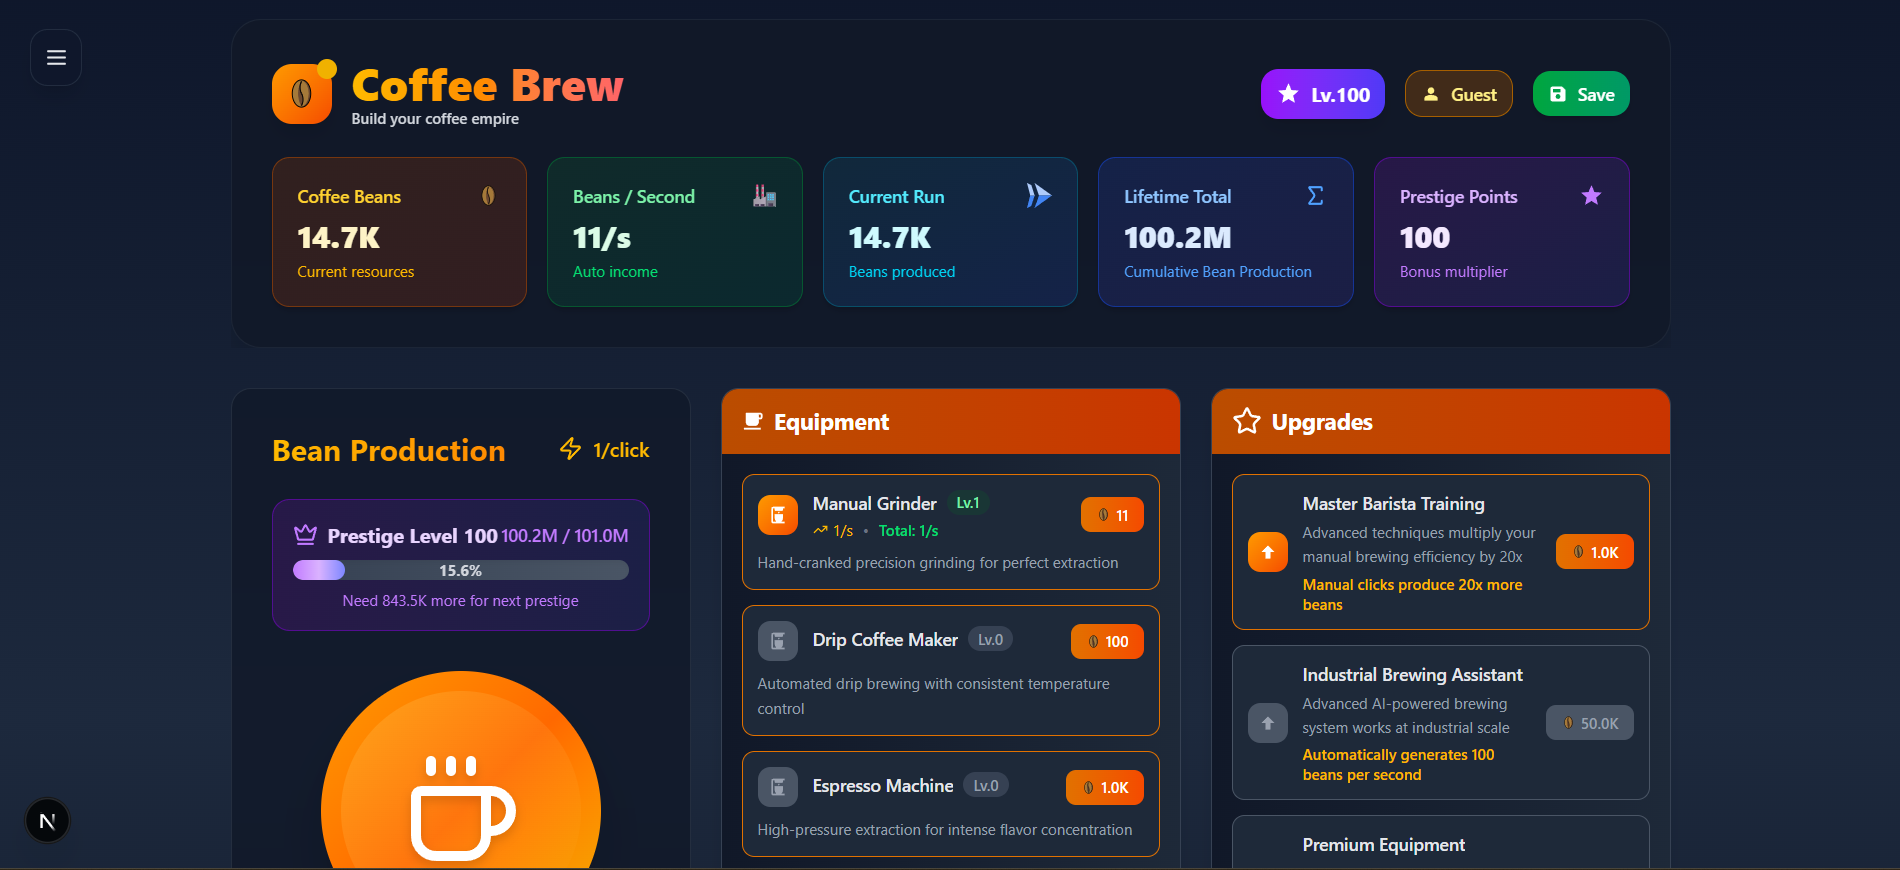 Coffee Brew
Build your coffee empire
Lv.100
Guest
Save
Coffee Beans
14.7K
Current resources
Beans / Second
11/s
Auto income
Current Run
14.7K
Beans produced
Lifetime Total
Σ
100.2M
Cumulative Bean Production
Prestige Points
100
Bonus multiplier
Bean Production
1/click
Prestige Level 100
100.2M / 101.0M
15.6%
Need 843.5K more for next prestige
N
Equipment
Manual Grinder
Lv.1
1/s • Total: 1/s
11
Hand-cranked precision grinding for perfect extraction
Drip Coffee Maker
Lv.0
100
Automated drip brewing with consistent temperature
control
Espresso Machine
Lv.0
1.0K
High-pressure extraction for intense flavor concentration
Upgrades
Master Barista Training
Advanced techniques multiply your
manual brewing efficiency by 20x
Manual clicks produce 20x more
beans
1.0K
Industrial Brewing Assistant
Advanced AI-powered brewing
system works at industrial scale
Automatically generates 100
beans per second
50.0K
Premium Equipment